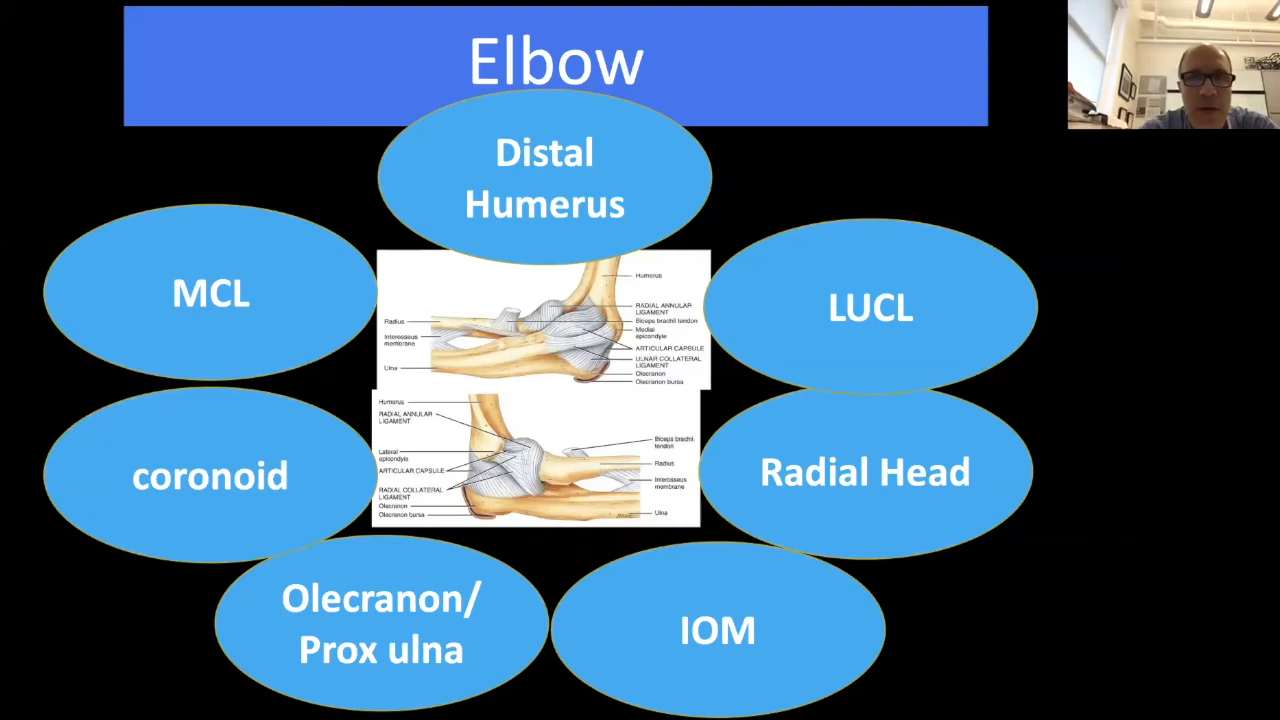 Elbow
Distal
Humerus
MCL
LUCL
Humerus
RADIAL ANNULAR
LIGAMENT
Biceps brachii tendon
Medial
epicondyle
ARTICULAR CAPSULE
ULNAR COLLATERAL
LIGAMENT
Olecranon
Olecranon bursa
Radius
Interosseus
membrane
Ulna
coronoid
Radial Head
Humerus
RADIAL ANNULAR
LIGAMENT
Lateral
epicondyle
ARTICULAR CAPSULE
RADIAL COLLATERAL
LIGAMENT
Olecranon
Olecranon bursa
Biceps brachii
tendon
Radius
Interosseus
membrane
Ulna
Olecranon/
Prox ulna
IOM